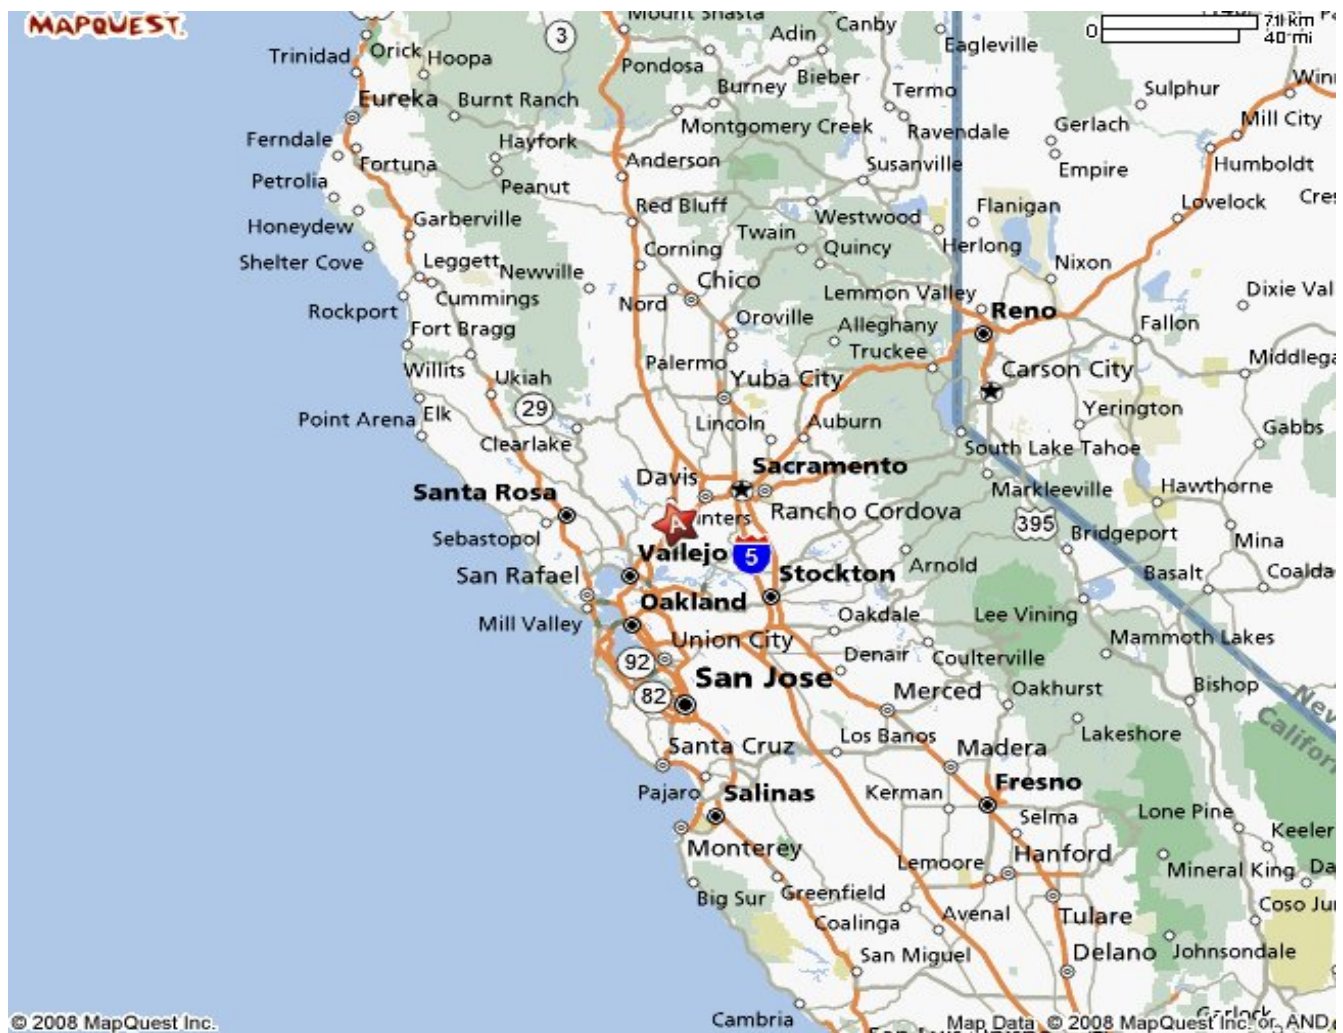 MAPQUEST.
Mount Shasta
Canby
70 km
0
40 mi
Orick
3
Adin
Eagleville
Trinidad
Hoopa
Pondosa
Bieber
Eureka
Burnt Ranch
Burney
Termo
Sulphur
Ferndale
Hayfork
Montgomery Creek
Ravendale
Gerlach
Mill City
Fortuna
Anderson
Susanville
Empire
Humboldt
Petrolia
Peanut
Honeydew
Garberville
Red Bluff
Westwood
Flanigan
Lovelock
Twain
Corning
Quincy
Herlong
Shelter Cove
Leggett
Newville
Chico
Nixon
Cummings
Nord
Lemmon Valley
Dixie Val
Rockport
Fort Bragg
Oroville
Alleghany
Reno
Fallon
Willits
Palermo
Truckee
Carson City
Middlega
Ukiah
Yuba City
29
Point Arena
Elk
Lincoln
Auburn
Yerington
Gabbs
Clearlake
South Lake Tahoe
Davis
Sacramento
Markleeville
Hawthorne
Santa Rosa
A
inters
Rancho Cordova
395
Sebastopol
Vallejo
5
Bridgeport
Mina
San Rafael
Stockton
Arnold
Basalt
Coalda
Mill Valley
Oakland
Oakdale
Lee Vining
Union City
Mammoth Lakes
92
Denair
Coulterville
82
San Jose
Merced
Oakhurst
Bishop
Nev
Californ
Santa Cruz
Los Banos
Madera
Lakeshore
Pajaro
Salinas
Kerman
Fresno
Lone Pine
Selma
Keeler
Monterey
Lemoore
Hanford
Mineral King
Da
Big Sur
Greenfield
Coalinga
Avenal
Tulare
Coso Ju
San Miguel
Delano
Johnsondale
Cambria
© 2008 MapQuest Inc.
Map Data © 2008 MapQuest Inc. or AND